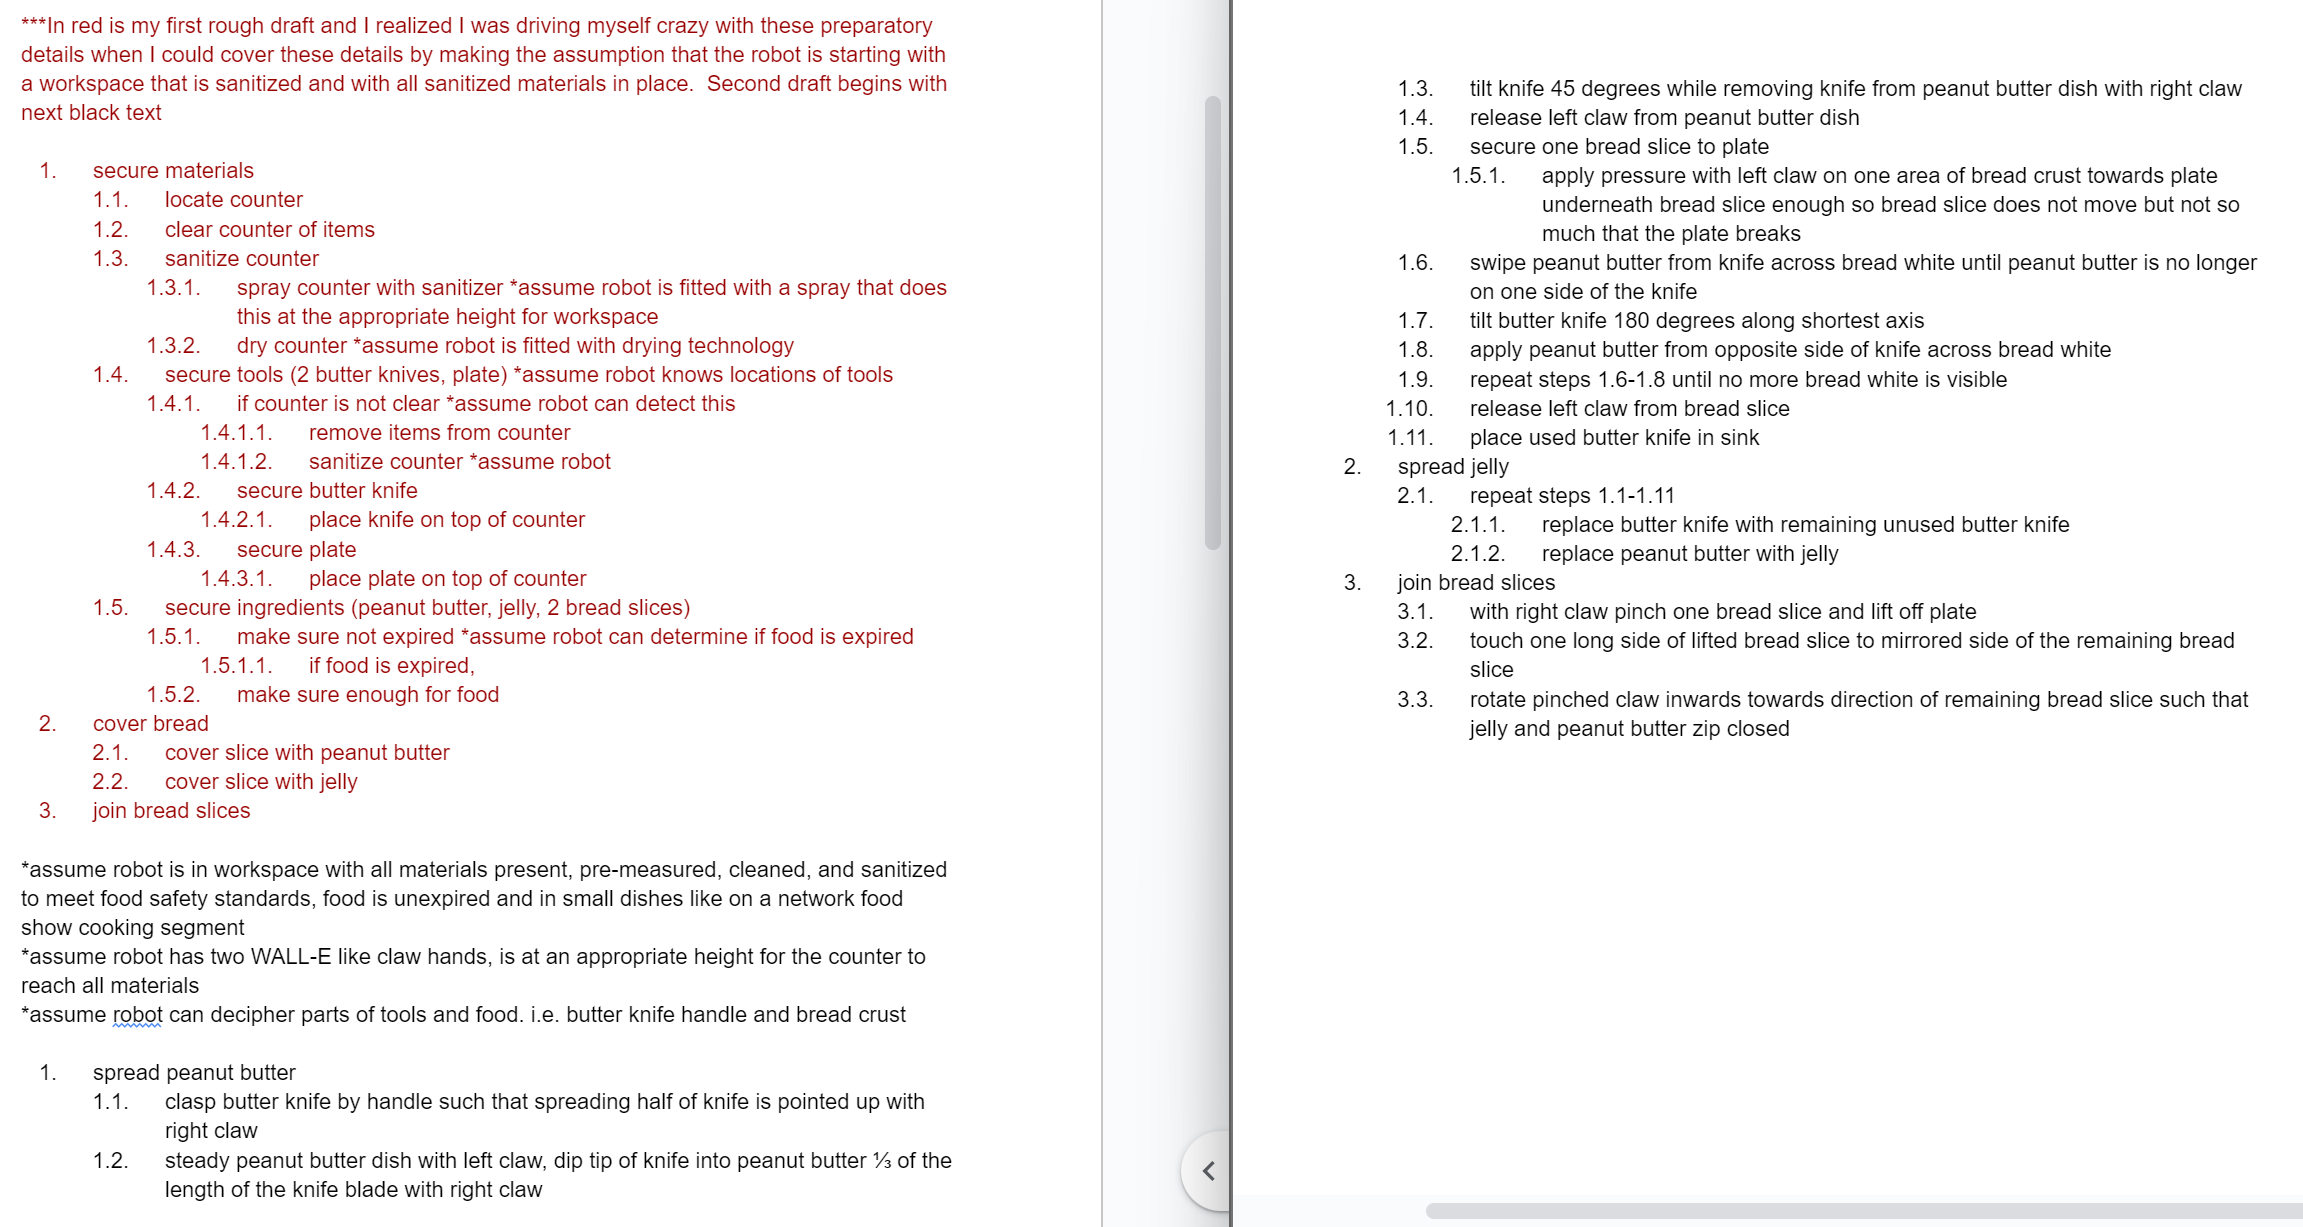 ***In red is my first rough draft and I realized I was driving myself crazy with these preparatory
details when I could cover these details by making the assumption that the robot is starting with
a workspace that is sanitized and with all sanitized materials in place.  Second draft begins with
next black text
1. secure materials
1.1. locate counter
1.2. clear counter of items
1.3. sanitize counter
1.3.1. spray counter with sanitizer *assume robot is fitted with a spray that does
this at the appropriate height for workspace
1.3.2. dry counter *assume robot is fitted with drying technology
1.4. secure tools (2 butter knives, plate) *assume robot knows locations of tools
1.4.1. if counter is not clear *assume robot can detect this
1.4.1.1. remove items from counter
1.4.1.2. sanitize counter *assume robot
1.4.2. secure butter knife
1.4.2.1. place knife on top of counter
1.4.3. secure plate
1.4.3.1. place plate on top of counter
1.5. secure ingredients (peanut butter, jelly, 2 bread slices)
1.5.1. make sure not expired *assume robot can determine if food is expired
1.5.1.1. if food is expired,
1.5.2. make sure enough for food
2. cover bread
2.1. cover slice with peanut butter
2.2. cover slice with jelly
3. join bread slices
*assume robot is in workspace with all materials present, pre-measured, cleaned, and sanitized
to meet food safety standards, food is unexpired and in small dishes like on a network food
show cooking segment
*assume robot has two WALL-E like claw hands, is at an appropriate height for the counter to
reach all materials
*assume robot can decipher parts of tools and food. i.e. butter knife handle and bread crust
1. spread peanut butter
1.1. clasp butter knife by handle such that spreading half of knife is pointed up with
right claw
1.2. steady peanut butter dish with left claw, dip tip of knife into peanut butter ⅓ of the
length of the knife blade with right claw
1.3. tilt knife 45 degrees while removing knife from peanut butter dish with right claw
1.4. release left claw from peanut butter dish
1.5. secure one bread slice to plate
1.5.1. apply pressure with left claw on one area of bread crust towards plate
underneath bread slice enough so bread slice does not move but not so
much that the plate breaks
1.6. swipe peanut butter from knife across bread white until peanut butter is no longer
on one side of the knife
1.7. tilt butter knife 180 degrees along shortest axis
1.8. apply peanut butter from opposite side of knife across bread white
1.9. repeat steps 1.6-1.8 until no more bread white is visible
1.10. release left claw from bread slice
1.11. place used butter knife in sink
2. spread jelly
2.1. repeat steps 1.1-1.11
2.1.1. replace butter knife with remaining unused butter knife
2.1.2. replace peanut butter with jelly
3. join bread slices
3.1. with right claw pinch one bread slice and lift off plate
3.2. touch one long side of lifted bread slice to mirrored side of the remaining bread
slice
3.3. rotate pinched claw inwards towards direction of remaining bread slice such that
jelly and peanut butter zip closed